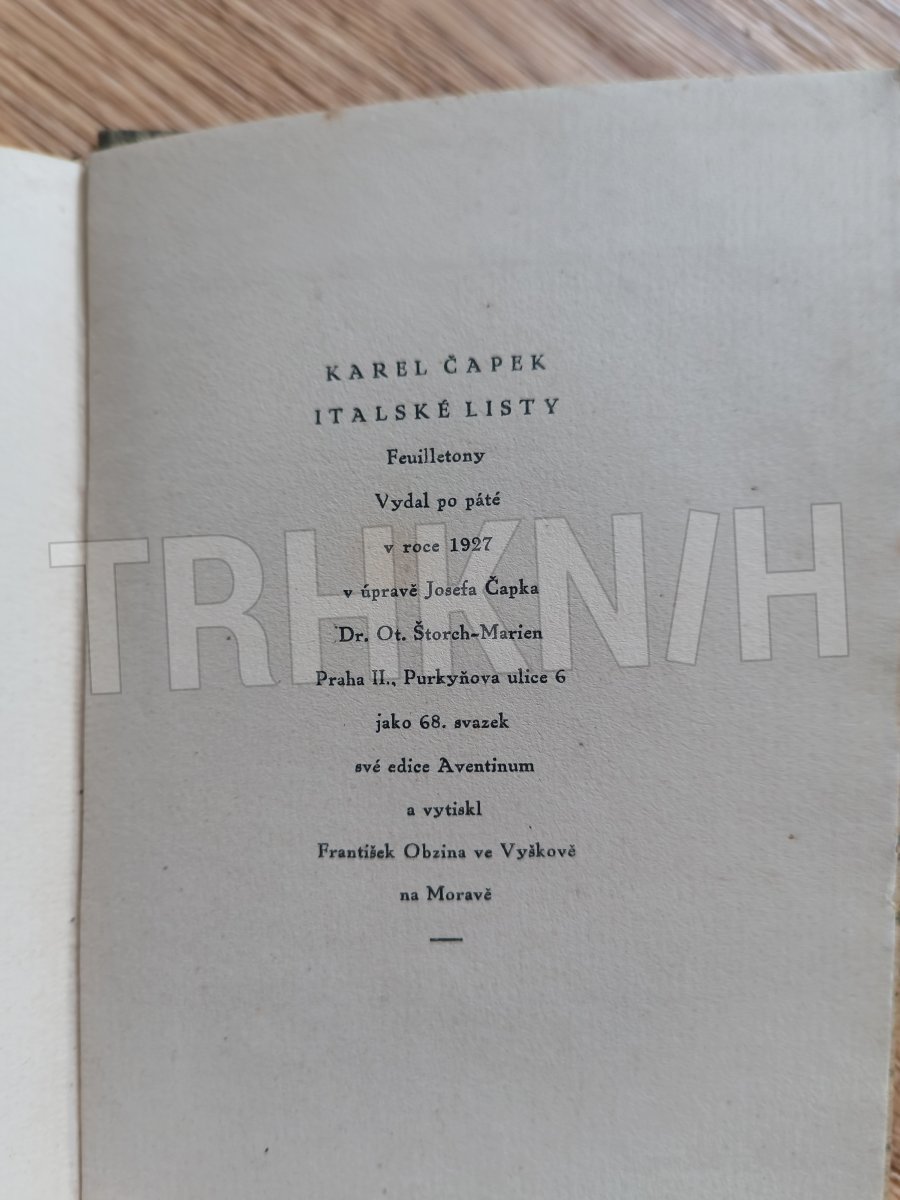 KAREL ČAPEK
ITALSKÉ LISTY
Feuilletony
Vydal po páté
v roce 1927
v úpravě Josefa Čapka
Dr. Ot. Štorch-Marien
Praha II., Purkyňova ulice 6
jako 68. svazek
své edice Aventinum
a vytiskl
František Obzina ve Vyškově
na Moravě
TRHKN/H